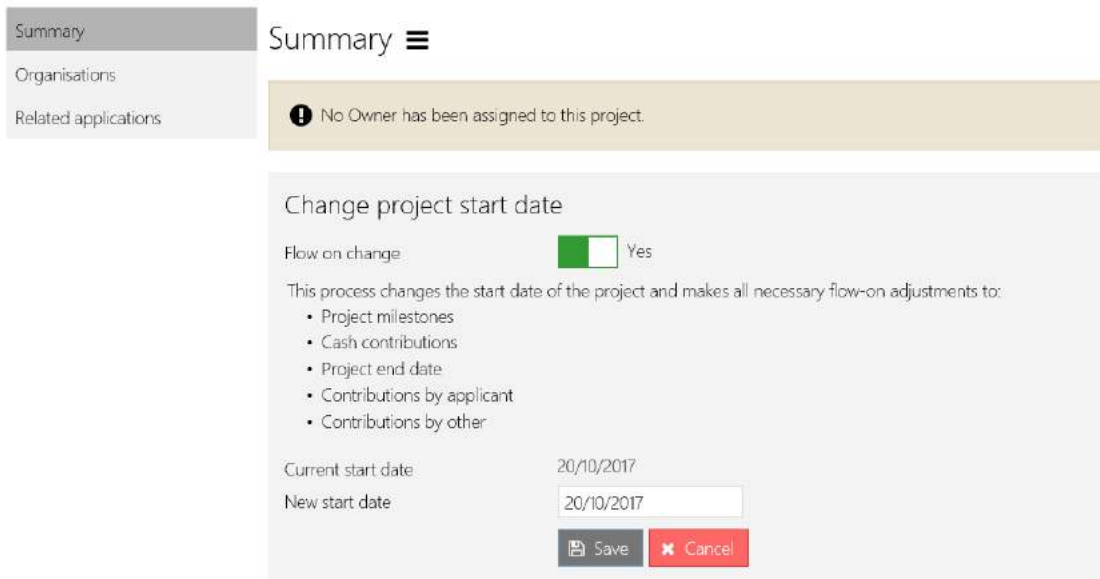 Summary
Organisations
Related applications
Summary
No Owner has been assigned to this project.
Change project start date
Flow on change
Yes
This process changes the start date of the project and makes all necessary flow-on adjustments to:
• Project milestones
• Cash contributions
• Project end date
• Contributions by applicant
• Contributions by other
Current start date
20/10/2017
New start date
20/10/2017
Save
Cancel